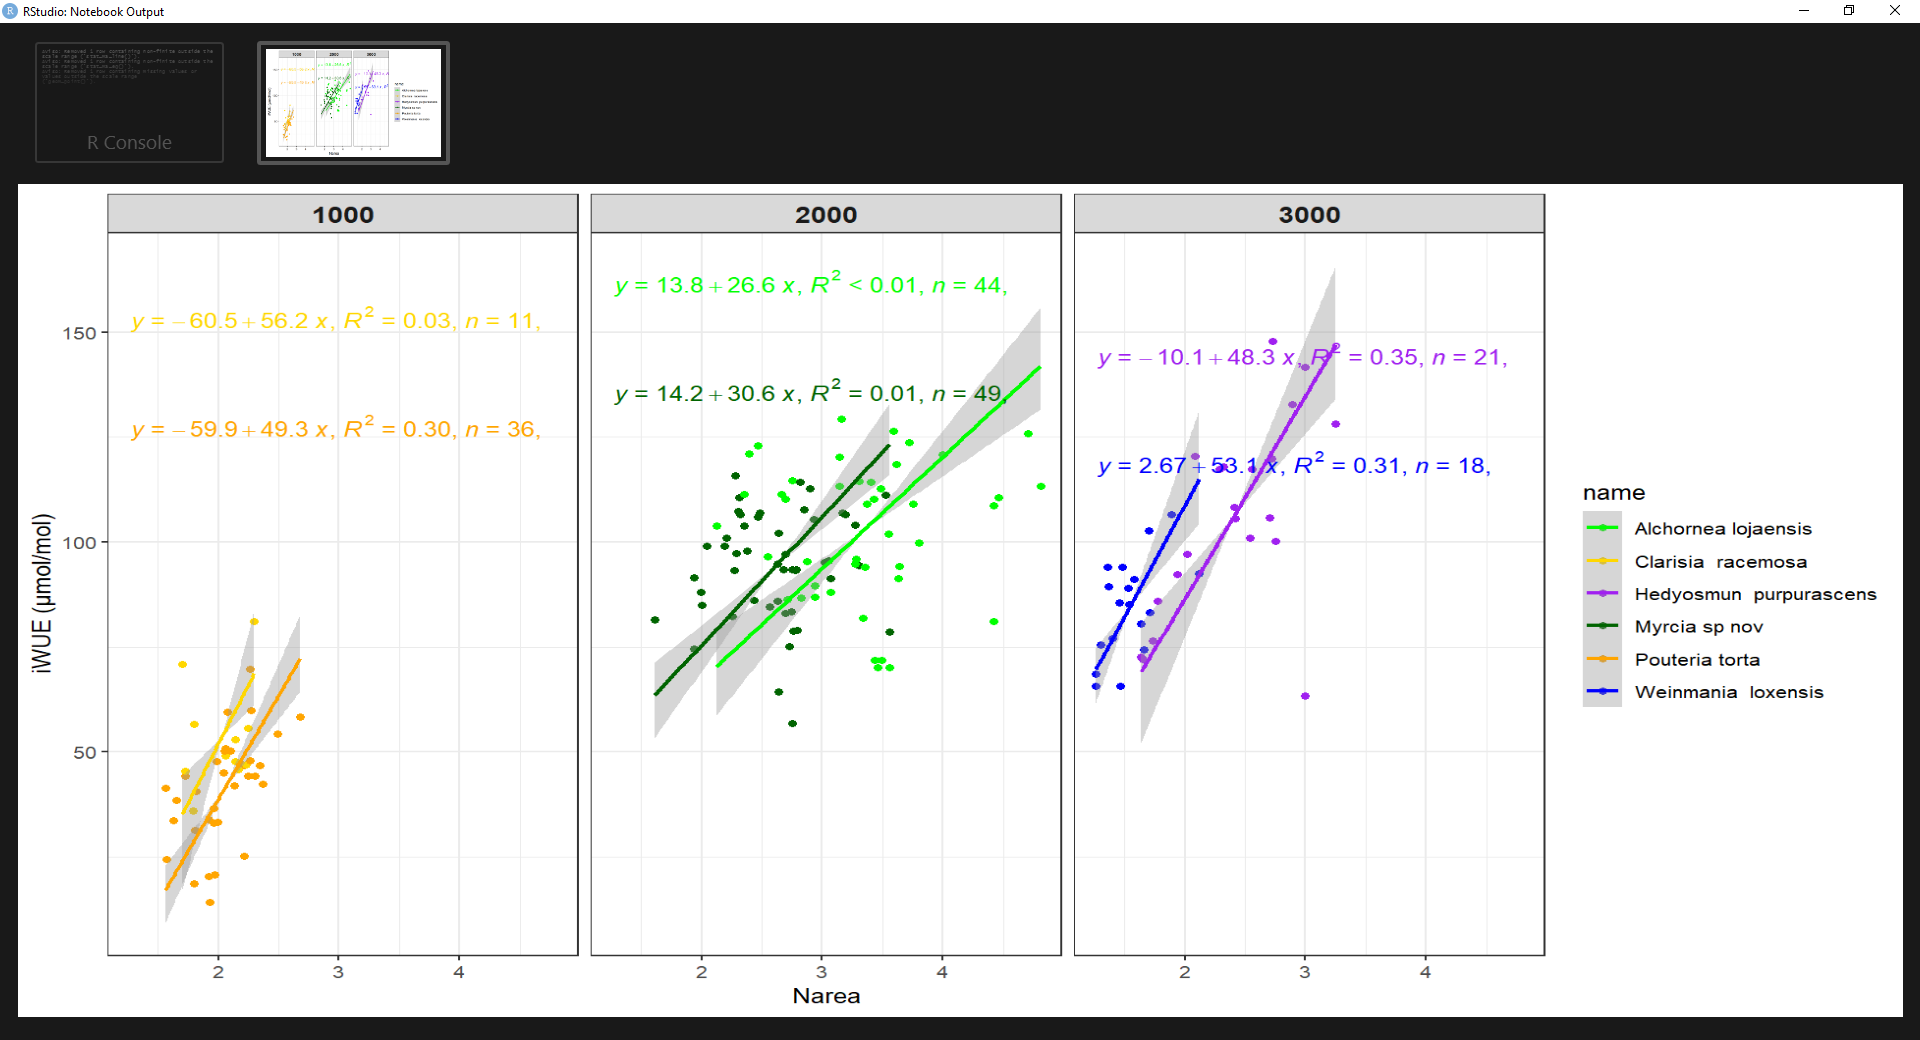 RStudio: Notebook Output
R Console
1000
2000
3000
y = −60.5+56.2 x, R² = 0.03, n = 11,
y = −59.9+49.3 x, R² = 0.30, n = 36,
y = 13.8+26.6 x, R² < 0.01, n = 44,
y = 14.2+30.6 x, R² = 0.01, n = 49,
y = −10.1+48.3 x, R² = 0.35, n = 21,
y = 2.67+53.1 x, R² = 0.31, n = 18,
150
100
50
iWUE (µmol/mol)
2 3 4
2 3 4
2 3 4
Narea
name
Alchornea lojaensis
Clarisia racemosa
Hedyosmun purpurascens
Myrcia sp nov
Pouteria torta
Weinmania loxensis